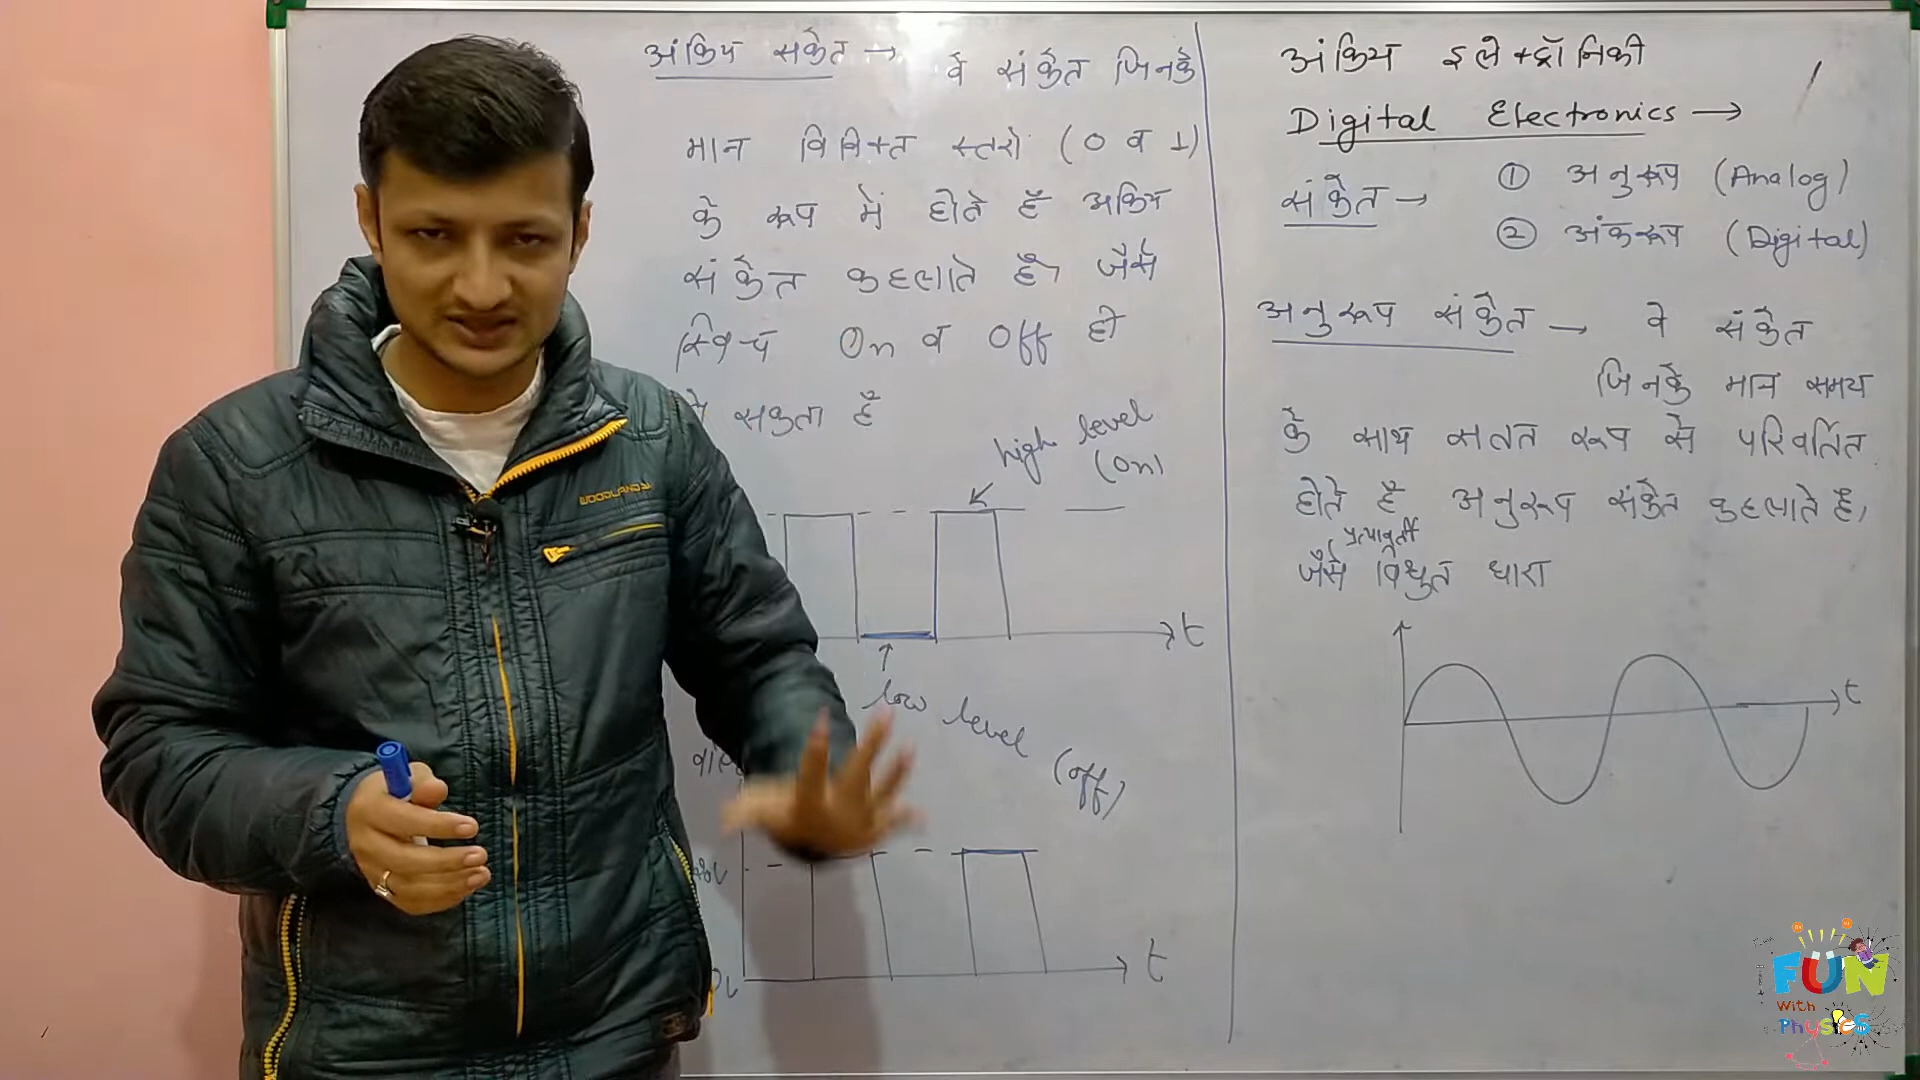 अंकिय संकेत → वे संकेत जिनके
मान विविक्त स्तरों (0 व 1)
के रूप में होते हैं अंकिय
संकेत कहलाते हैं, जैसे
स्विच On व Off हो
सकता है
high level
(On)
t
low level
(off)
t
अंकिय इलेक्ट्रॉनिकी
Digital Electronics →
संकेत → ① अनुरूप (Analog)
② अंकरूप (Digital)
अनुरूप संकेत → वे संकेत
जिनके मान समय
के साथ सतत रूप से परिवर्तित
होते है अनुरूप संकेत कहलाते है,
प्रत्यावर्ती
जैसे विधुत धारा
t
WOODLAND
FUN
With
Physics